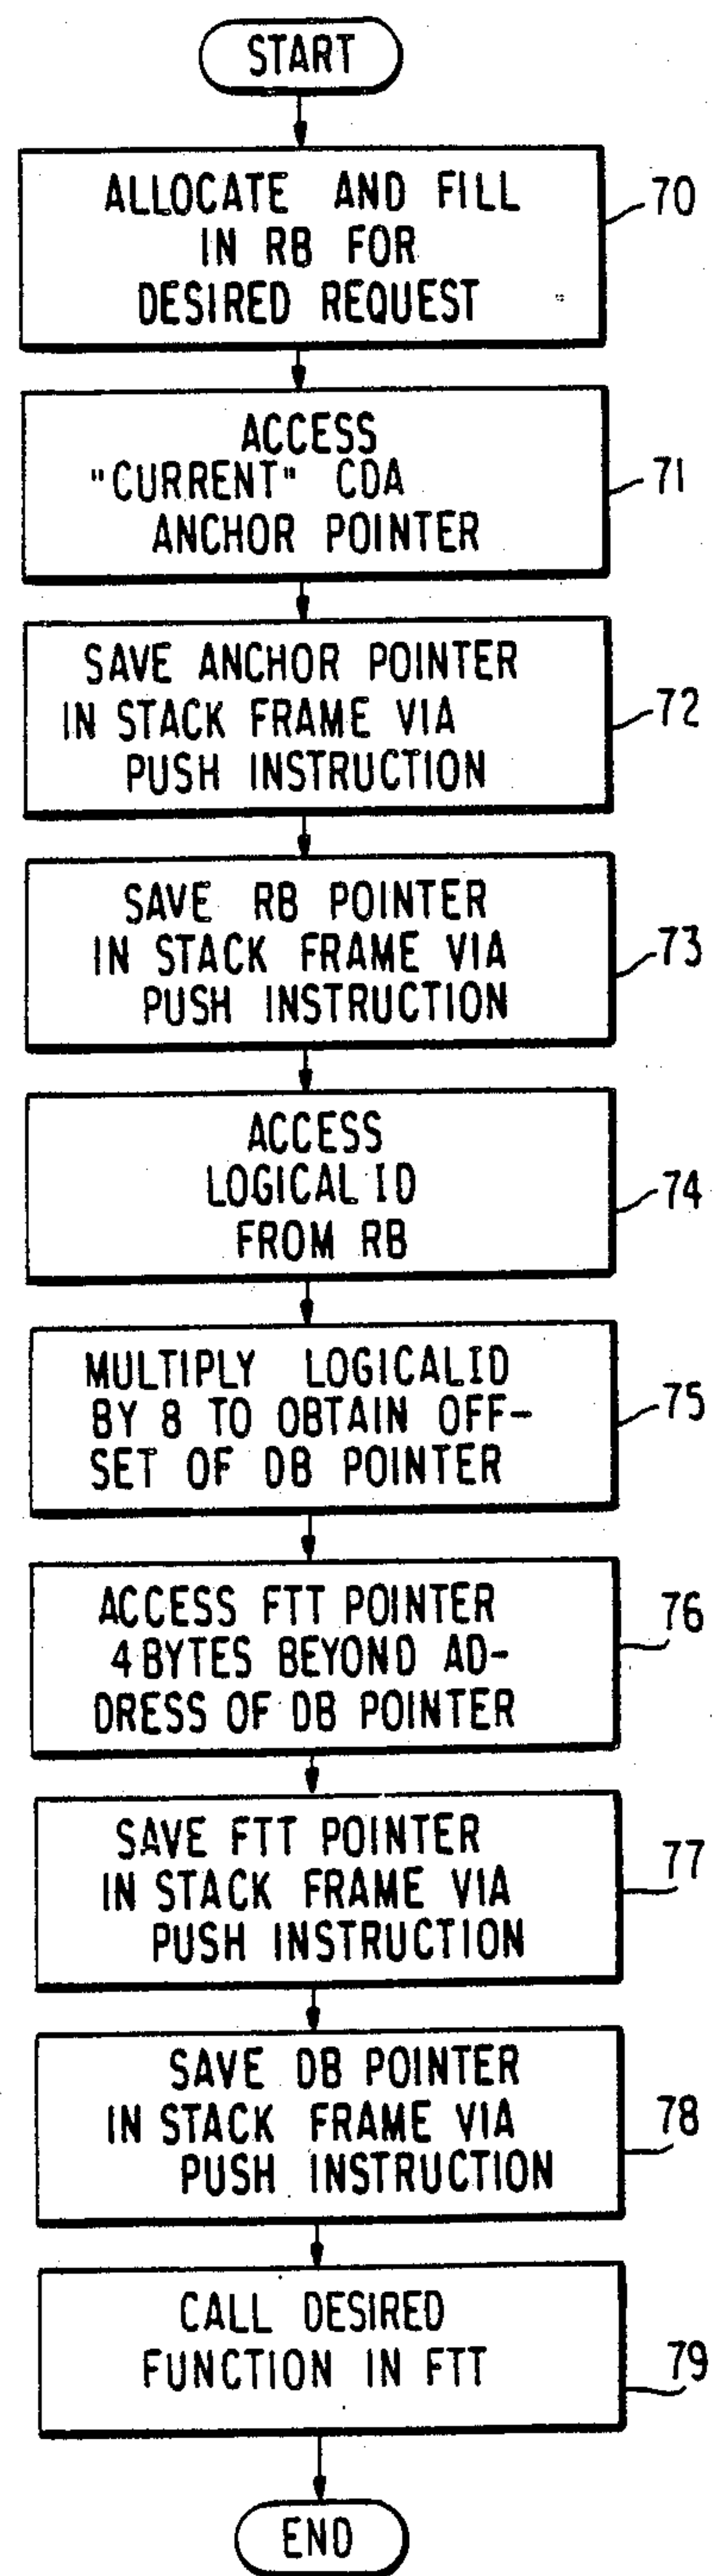 START
ALLOCATE AND FILL
IN RB FOR
DESIRED REQUEST
70
ACCESS
"CURRENT" CDA
ANCHOR POINTER
71
SAVE ANCHOR POINTER
IN STACK FRAME VIA
PUSH INSTRUCTION
72
SAVE RB POINTER
IN STACK FRAME VIA
PUSH INSTRUCTION
73
ACCESS
LOGICAL ID
FROM RB
74
MULTIPLY LOGICALID
BY 8 TO OBTAIN OFF-
SET OF DB POINTER
75
ACCESS FTT POINTER
4 BYTES BEYOND AD-
DRESS OF DB POINTER
76
SAVE FTT POINTER
IN STACK FRAME VIA
PUSH INSTRUCTION
77
SAVE DB POINTER
IN STACK FRAME VIA
PUSH INSTRUCTION
78
CALL DESIRED
FUNCTION IN FTT
79
END